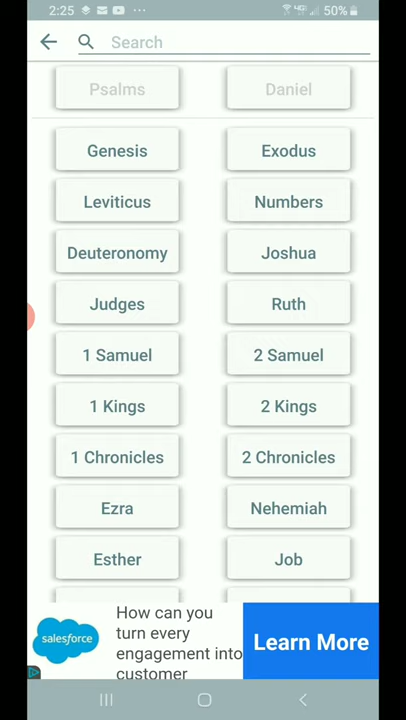 2:25 50%
Search
Psalms Daniel
Genesis Exodus
Leviticus Numbers
Deuteronomy Joshua
Judges Ruth
1 Samuel 2 Samuel
1 Kings 2 Kings
1 Chronicles 2 Chronicles
Ezra Nehemiah
Esther Job
salesforce
How can you
turn every
engagement into
customer
Learn More